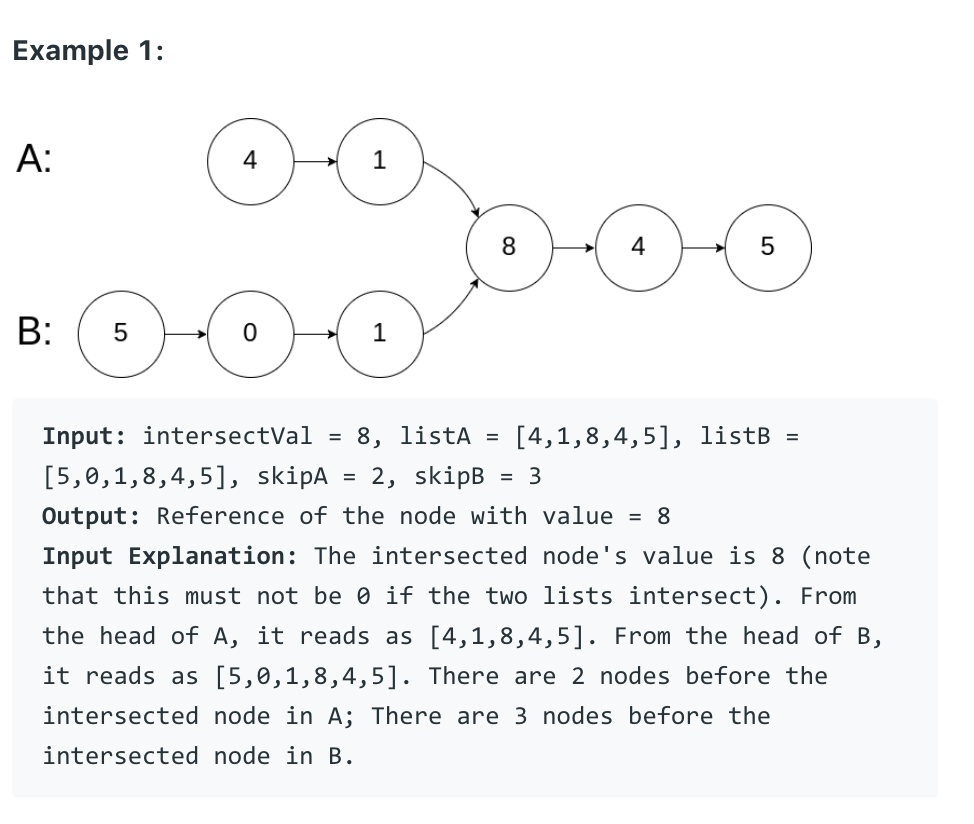 Example 1:
A:
4
1
8
4
5
B:
5
0
1
Input: intersectVal = 8, listA = [4,1,8,4,5], listB =
[5,0,1,8,4,5], skipA = 2, skipB = 3
Output: Reference of the node with value = 8
Input Explanation: The intersected node's value is 8 (note
that this must not be 0 if the two lists intersect). From
the head of A, it reads as [4,1,8,4,5]. From the head of B,
it reads as [5,0,1,8,4,5]. There are 2 nodes before the
intersected node in A; There are 3 nodes before the
intersected node in B.